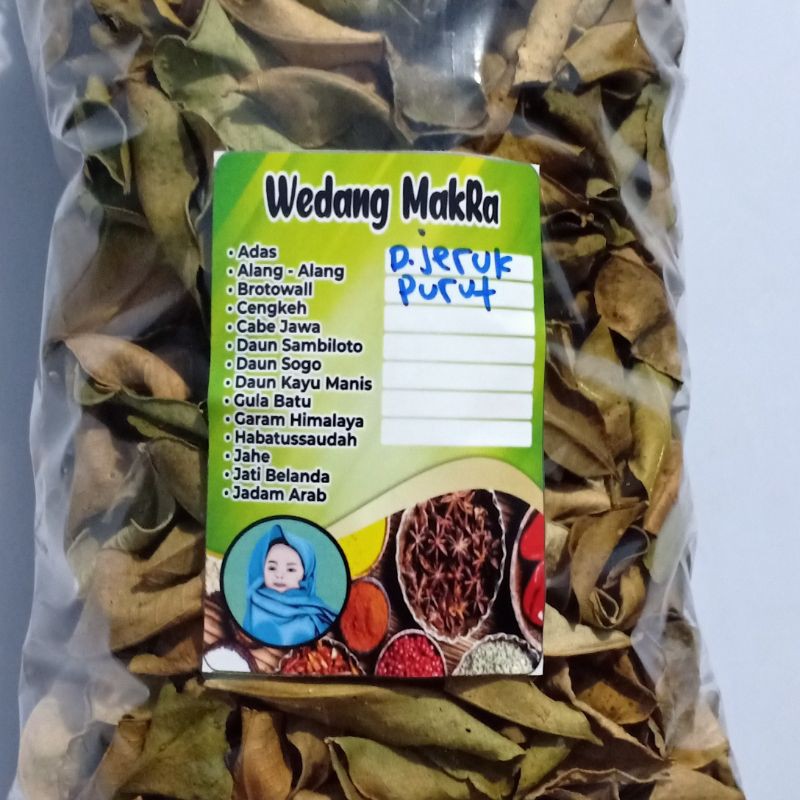 Wedang MakRa
• Adas
• Alang - Alang
• Brotowall
• Cengkeh
• Cabe Jawa
• Daun Sambiloto
• Daun Sogo
• Daun Kayu Manis
• Gula Batu
• Garam Himalaya
• Habatussaudah
• Jahe
• Jati Belanda
• Jadam Arab
D. jeruk
purut